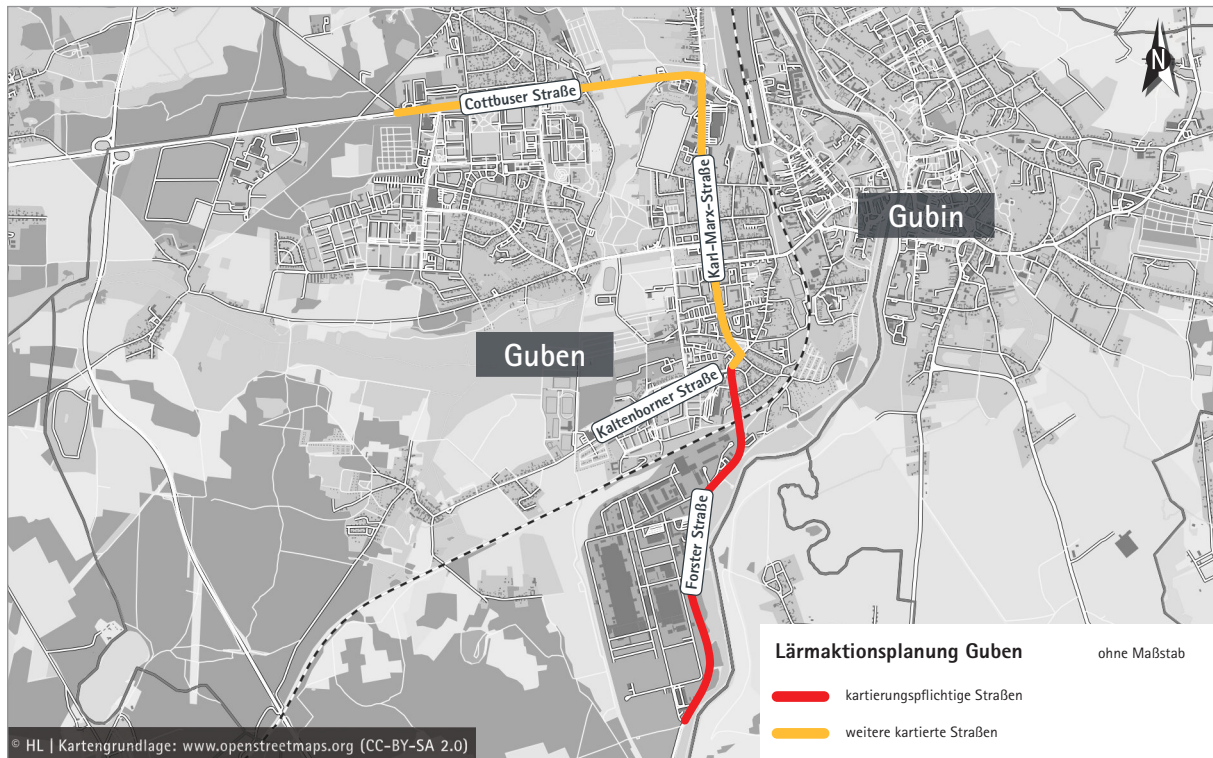 N
Cottbuser Straße
Karl-Marx-Straße
Gubin
Guben
Kaltenborner Straße
Forster Straße
Lärmaktionsplanung Guben ohne Maßstab
kartierungspflichtige Straßen
weitere kartierte Straßen
© HL | Kartengrundlage: www.openstreetmaps.org (CC-BY-SA 2.0)